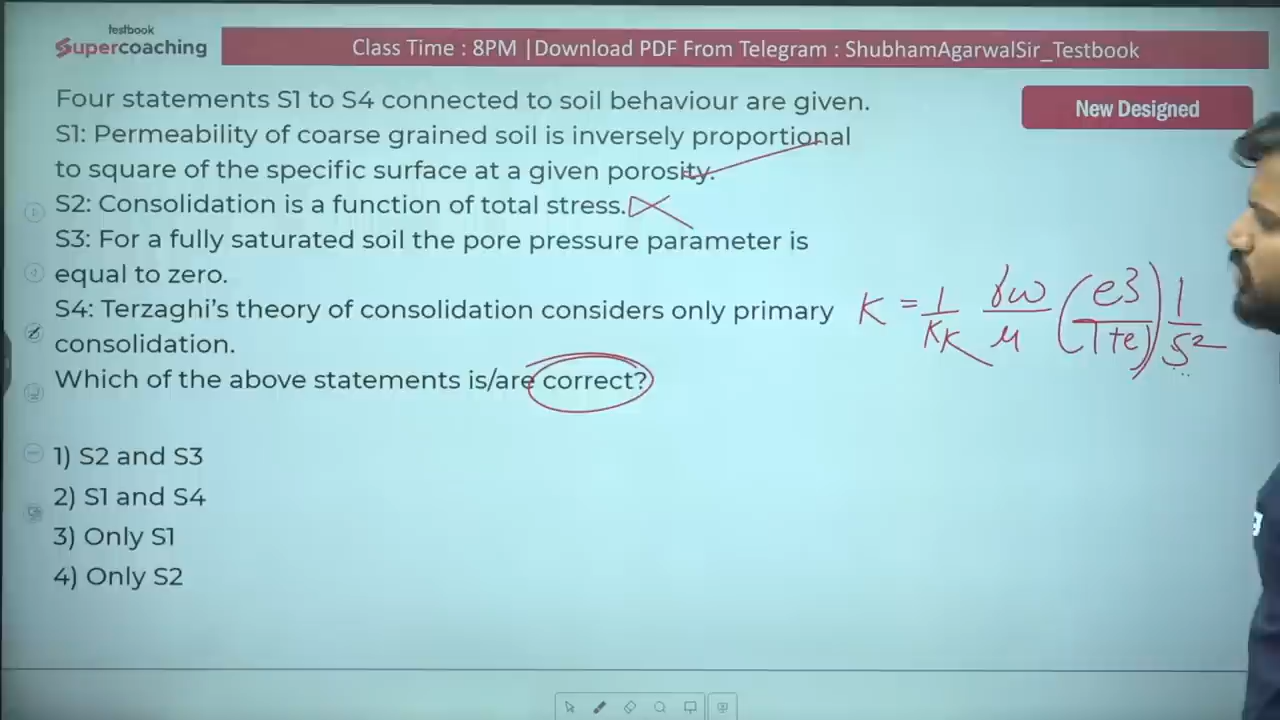 testbook
Supercoaching
Class Time : 8PM |Download PDF From Telegram : ShubhamAgarwalSir_Testbook
New Designed
Four statements S1 to S4 connected to soil behaviour are given.
S1: Permeability of coarse grained soil is inversely proportional
to square of the specific surface at a given porosity.
S2: Consolidation is a function of total stress.
S3: For a fully saturated soil the pore pressure parameter is
equal to zero.
S4: Terzaghi's theory of consolidation considers only primary
consolidation.
Which of the above statements is/are correct?
K = 1/KK γw/μ (e3/1+e) 1/S2
1) S2 and S3
2) S1 and S4
3) Only S1
4) Only S2